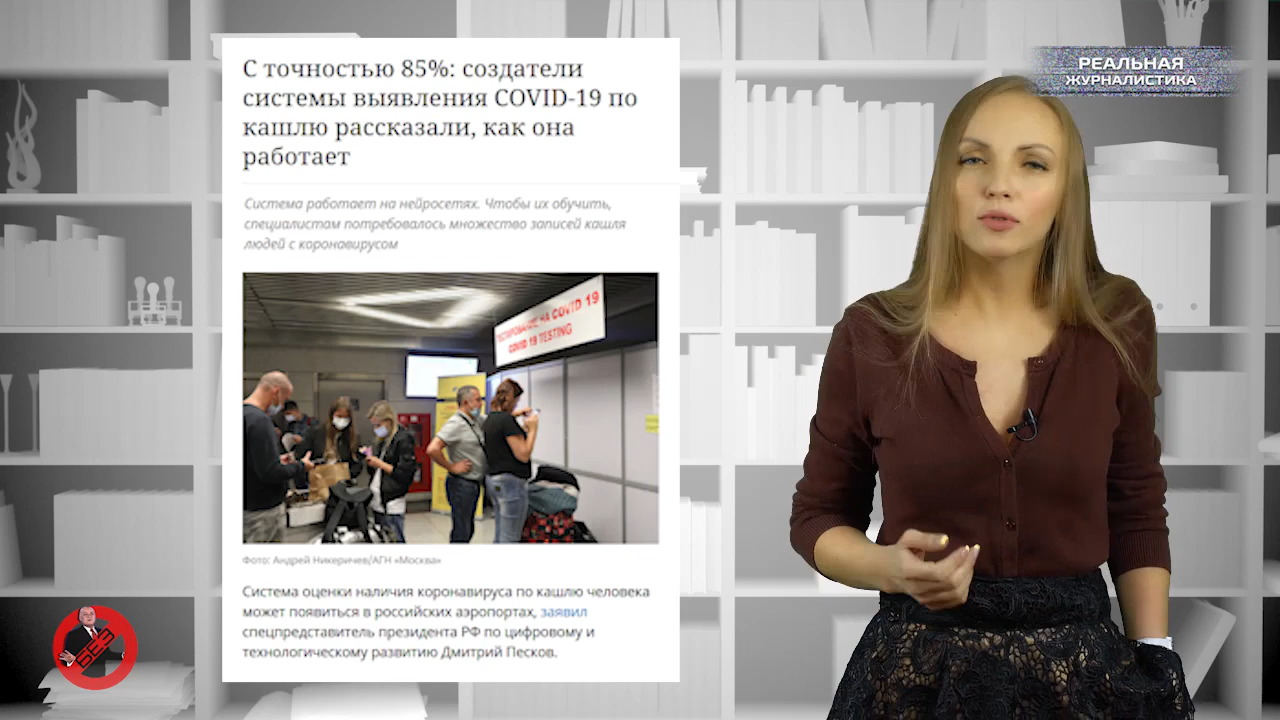 С точностью 85%: создатели
системы выявления COVID-19 по
кашлю рассказали, как она
работает
Система работает на нейросетях. Чтобы их обучить,
специалистам потребовалось множество записей кашля
людей с коронавирусом
ТЕСТИРОВАНИЕ НА COVID 19
COVID 19 TESTING
Фото: Андрей Никеричев/АГН «Москва»
Система оценки наличия коронавируса по кашлю человека
может появиться в российских аэропортах, заявил
спецпредставитель президента РФ по цифровому и
технологическому развитию Дмитрий Песков.
РЕАЛЬНАЯ
ЖУРНАЛИСТИКА
БЕЗ